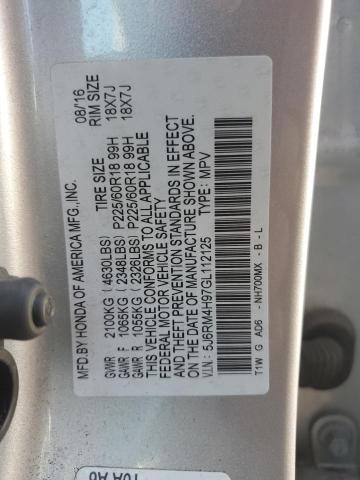 MFD.BY HONDA OF AMERICA MFG.,INC. 08/16
TIRE SIZE RIM SIZE
GVWR 2100KG (4630LBS)
GAWR F 1065KG (2348LBS) P225/60R18 99H 18X7J
GAWR R 1055KG (2326LBS) P225/60R18 99H 18X7J
THIS VEHICLE CONFORMS TO ALL APPLICABLE
FEDERAL MOTOR VEHICLE SAFETY
AND THEFT PREVENTION STANDARDS IN EFFECT
ON THE DATE OF MANUFACTURE SHOWN ABOVE.
V.I.N.: 5J6RM4H97GL112125 TYPE: MPV
T1W G AD6 - NH700MX - B - L